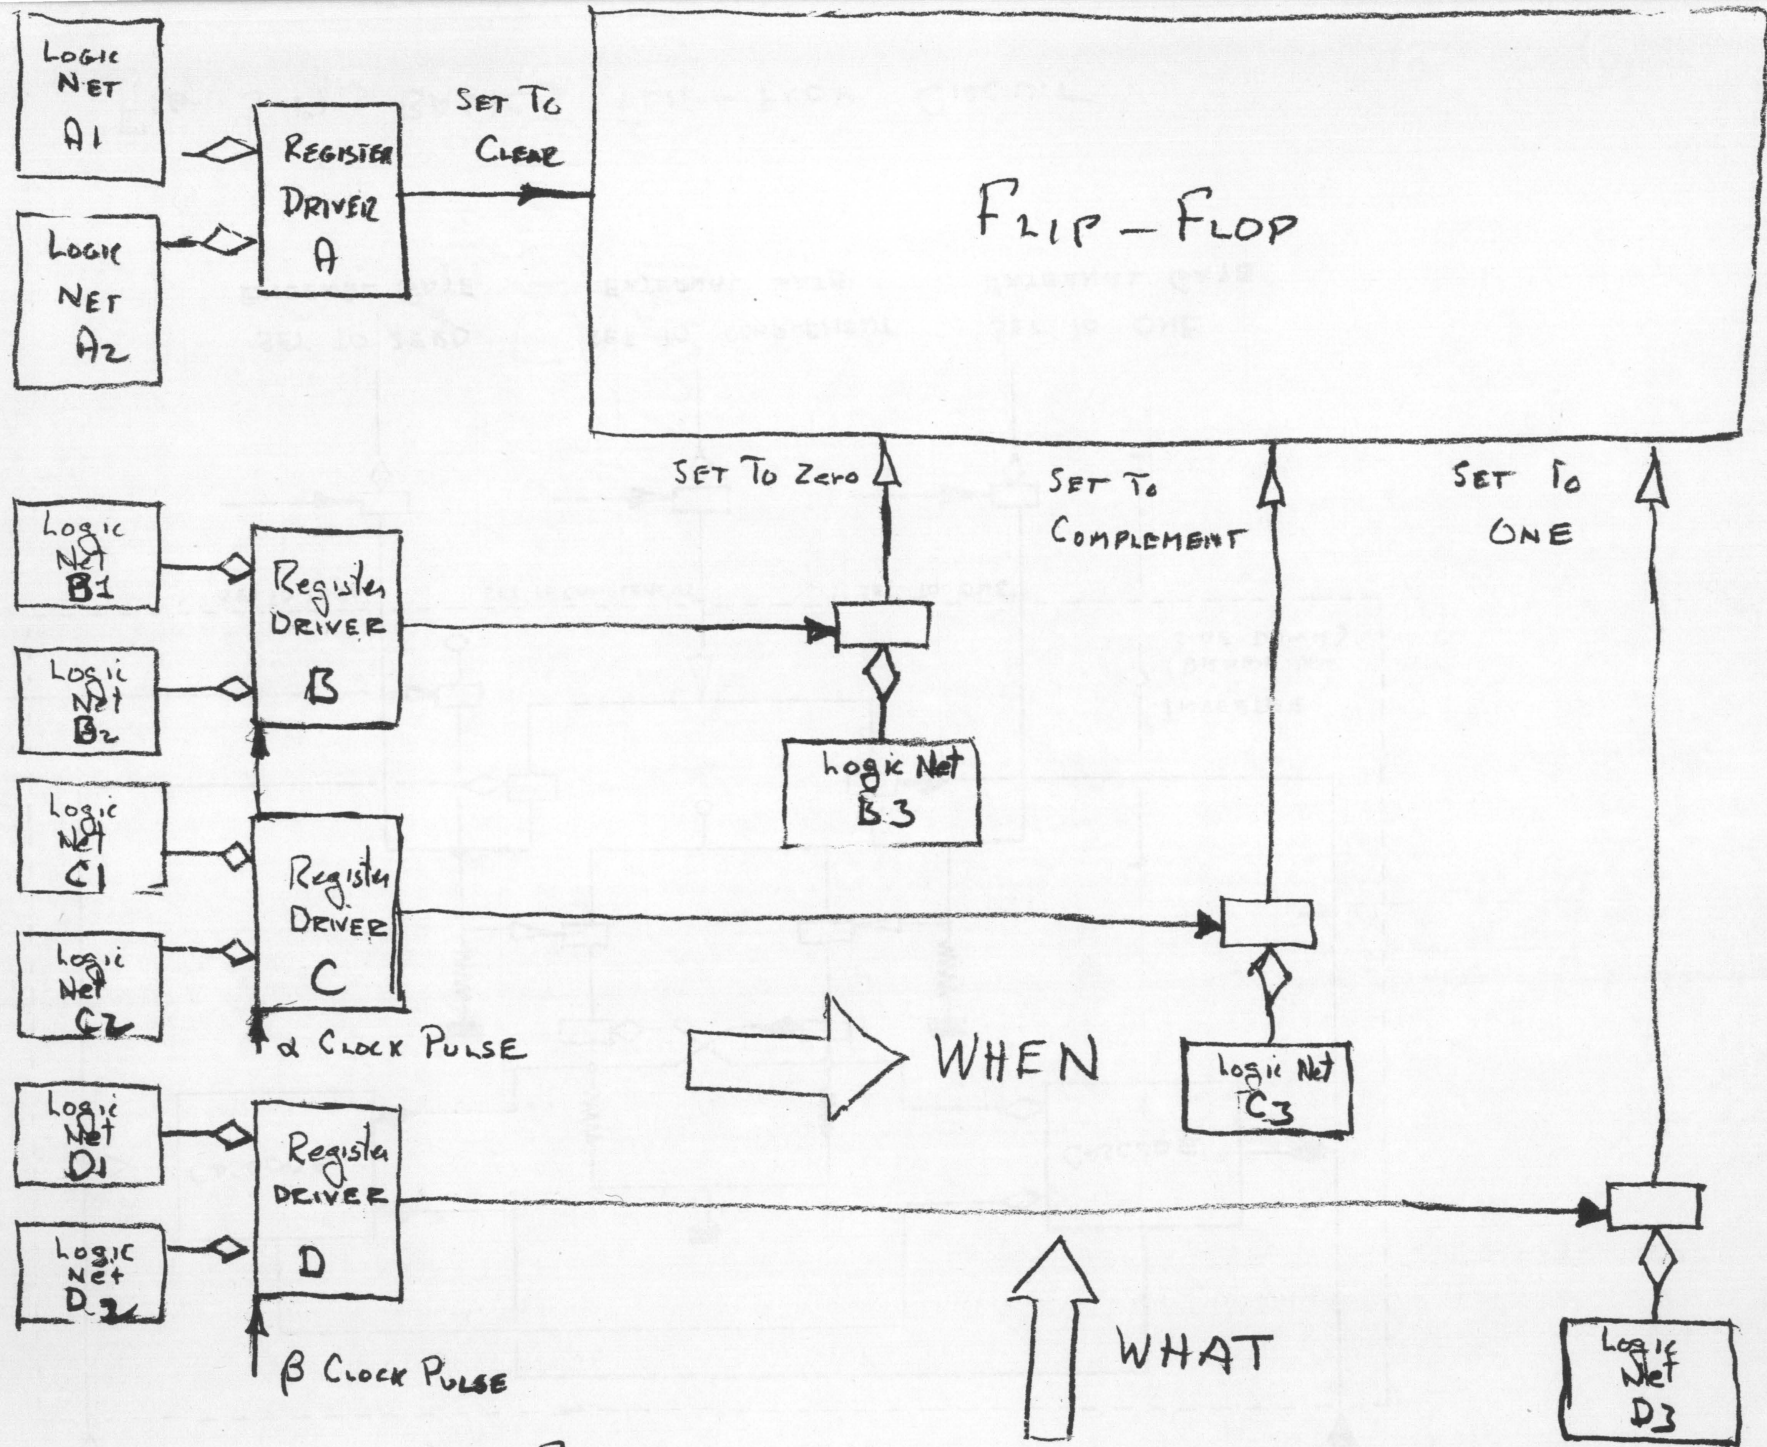 LOGIC
NET
A1
LOGIC
NET
A2
REGISTER
DRIVER
A
SET TO
CLEAR
FLIP-FLOP
SET TO Zero
SET TO
COMPLEMENT
SET TO
ONE
Logic
Net
B1
Logic
Net
B2
Register
DRIVER
B
Logic Net
B3
Logic
Net
C1
Logic
Net
C2
Register
DRIVER
C
α CLOCK PULSE
WHEN
Logic Net
C3
Logic
Net
D1
Logic
Net
D2
Register
DRIVER
D
β CLOCK PULSE
WHAT
Logic
Net
D3